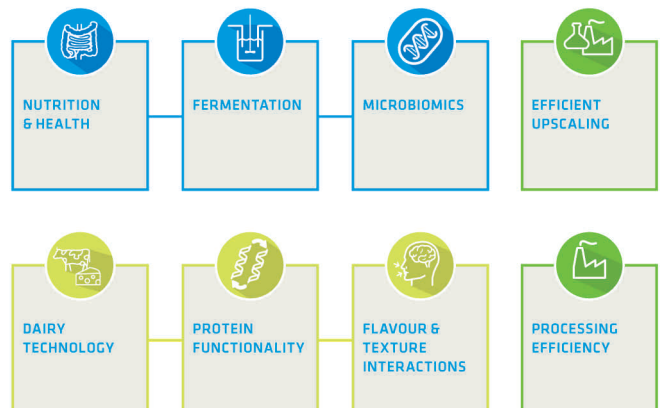 NUTRITION
& HEALTH
FERMENTATION
MICROBIOMICS
EFFICIENT
UPSCALING
DAIRY
TECHNOLOGY
PROTEIN
FUNCTIONALITY
FLAVOUR &
TEXTURE
INTERACTIONS
PROCESSING
EFFICIENCY